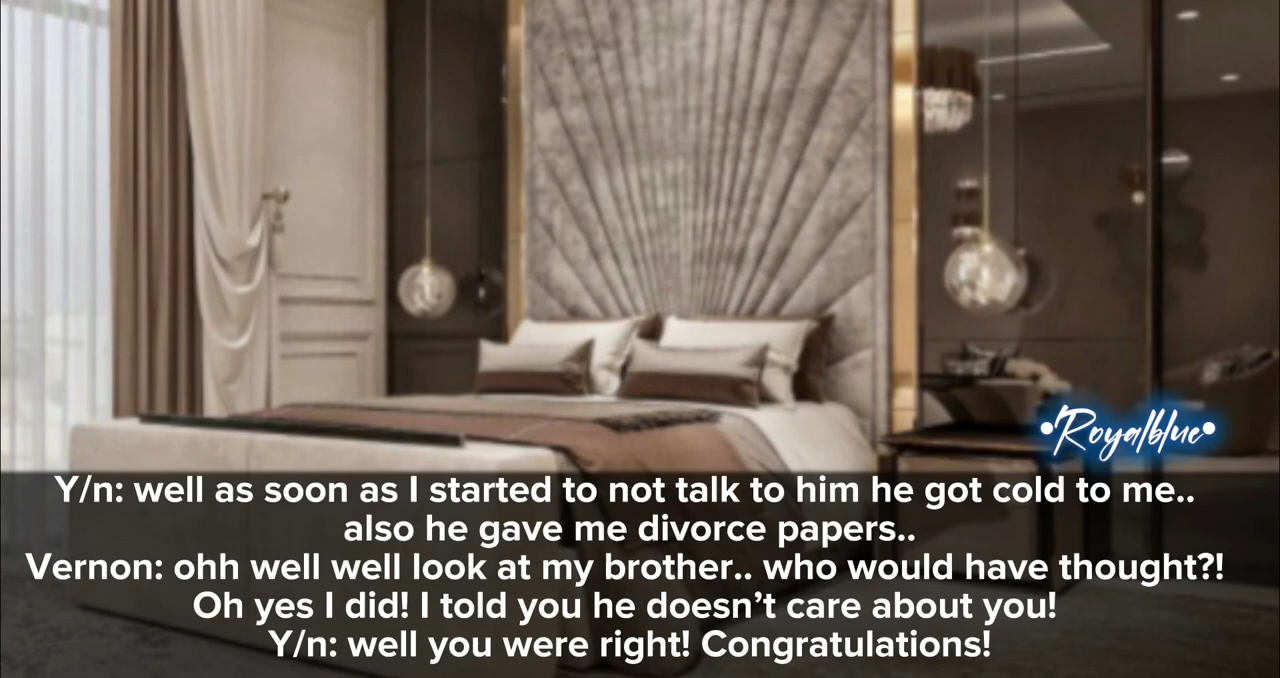 •Royalblue•
Y/n: well as soon as I started to not talk to him he got cold to me..
also he gave me divorce papers..
Vernon: ohh well well look at my brother.. who would have thought?!
Oh yes I did! I told you he doesn’t care about you!
Y/n: well you were right! Congratulations!